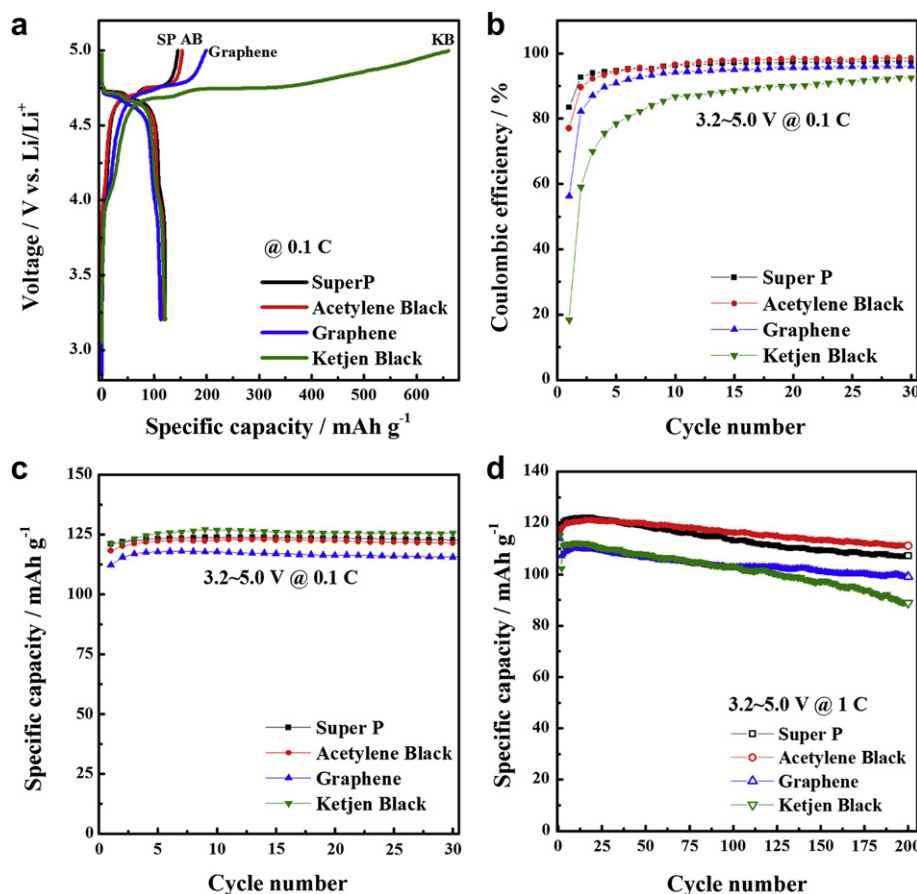 a
SP AB
Graphene
KB
5.0
4.5
4.0
3.5
3.0
Voltage / V vs. Li/Li⁺
@ 0.1 C
SuperP
Acetylene Black
Graphene
Ketjen Black
0 100 200 300 400 500 600
Specific capacity / mAh g⁻¹
b
100
80
60
40
20
0
Coulombic efficiency / %
3.2~5.0 V @ 0.1 C
Super P
Acetylene Black
Graphene
Ketjen Black
0 5 10 15 20 25 30
Cycle number
c
150
125
100
75
50
25
0
Specific capacity / mAh g⁻¹
3.2~5.0 V @ 0.1 C
Super P
Acetylene Black
Graphene
Ketjen Black
0 5 10 15 20 25 30
Cycle number
d
140
120
100
80
60
40
20
0
Specific capacity / mAh g⁻¹
3.2~5.0 V @ 1 C
Super P
Acetylene Black
Graphene
Ketjen Black
0 25 50 75 100 125 150 175 200
Cycle number